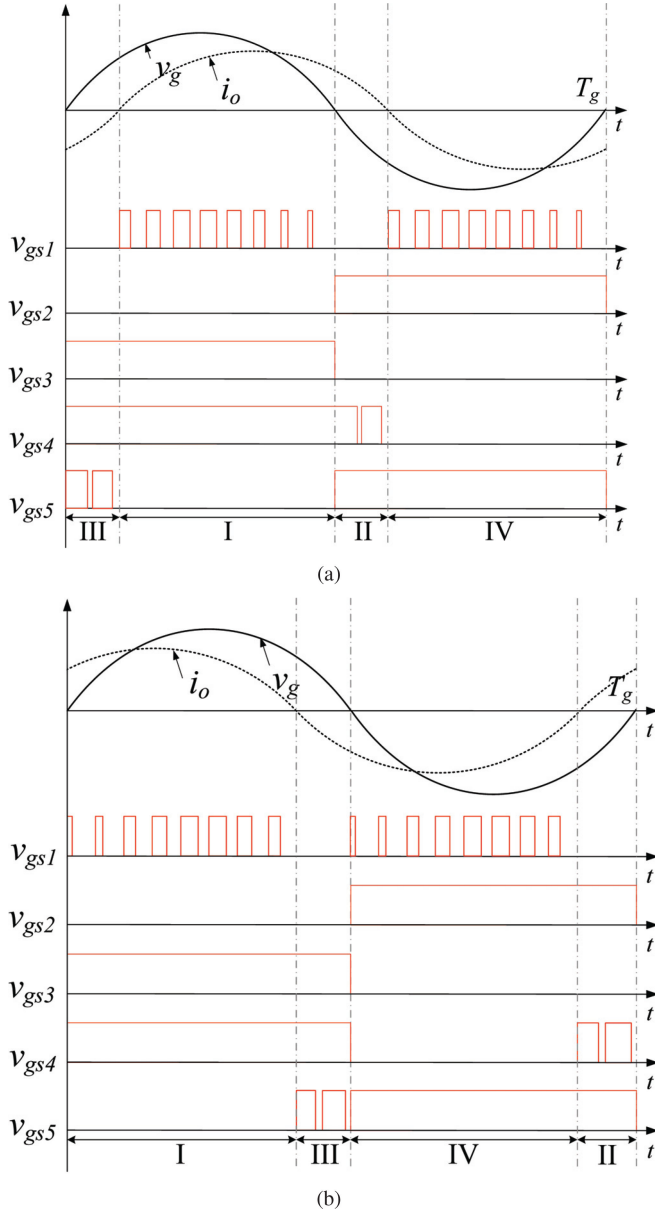 v_g
i_o
T_g
t
v_gs1
t
v_gs2
t
v_gs3
t
v_gs4
t
v_gs5
t
III I II IV
(a)
i_o
v_g
T_g
t
v_gs1
t
v_gs2
t
v_gs3
t
v_gs4
t
v_gs5
t
I III IV II
(b)